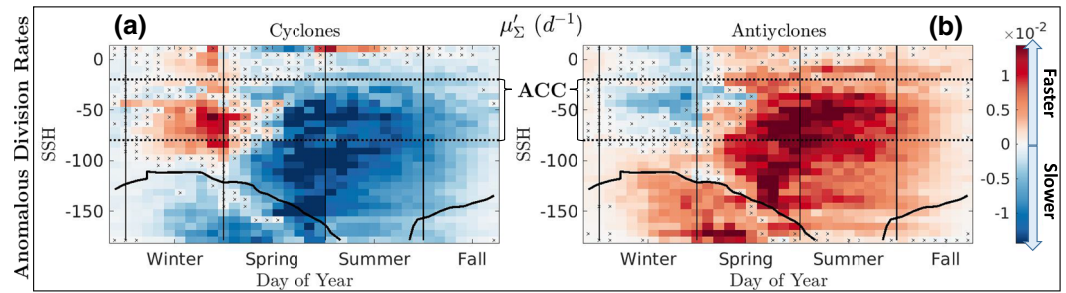 Anomalous Division Rates
(a)
Cyclones
μ′Σ (d⁻¹)
Antiyclones
(b)
×10⁻²
SSH
0
-50
-100
-150
ACC
SSH
0
-50
-100
-150
1
0.5
0
-0.5
-1
Faster
Slower
Winter Spring Summer Fall
Day of Year
Winter Spring Summer Fall
Day of Year